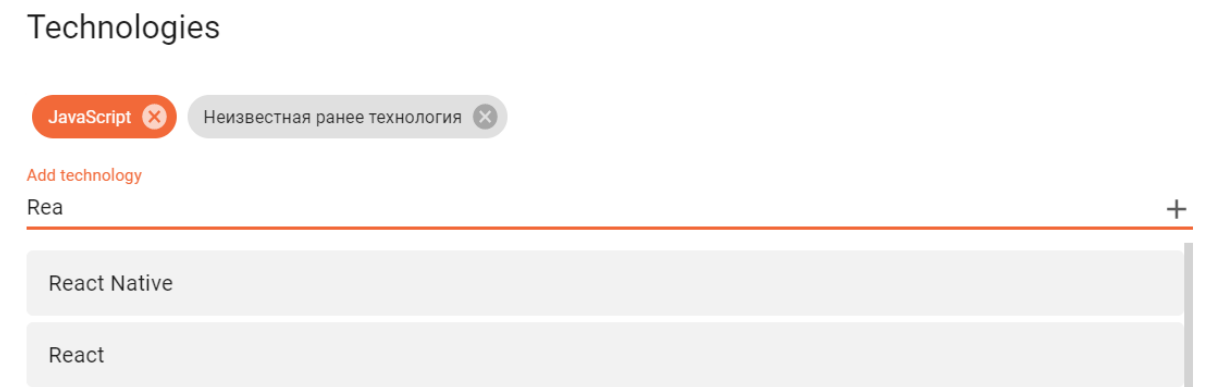 Technologies
JavaScript Неизвестная ранее технология
Add technology
Rea
React Native
React